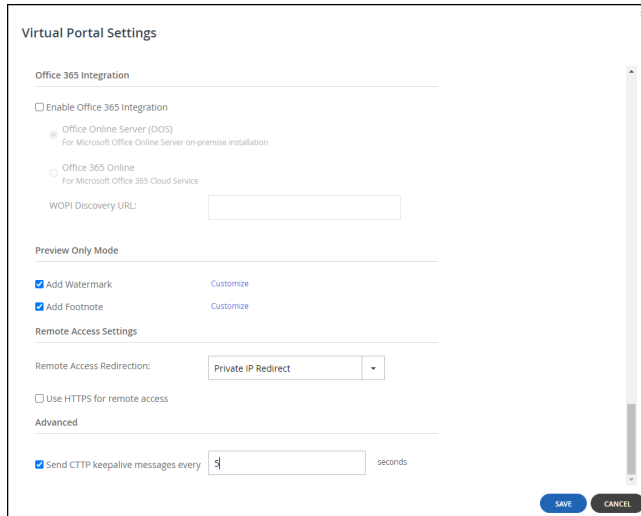 Virtual Portal Settings
Office 365 Integration
Enable Office 365 Integration
Office Online Server (OOS)
For Microsoft Office Online Server on-premise installation
Office 365 Online
For Microsoft Office 365 Cloud Service
WOPI Discovery URL:
Preview Only Mode
Add Watermark Customize
Add Footnote Customize
Remote Access Settings
Remote Access Redirection: Private IP Redirect
Use HTTPS for remote access
Advanced
Send CTTP keepalive messages every 5 seconds
SAVE CANCEL